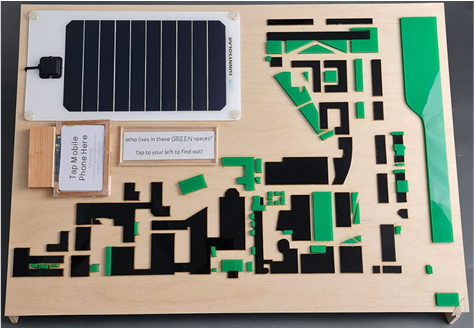 SUNNYSOLAR
Tap Mobile
Phone Here
Who lives in these GREEN spaces?
Tap to your left to find out!